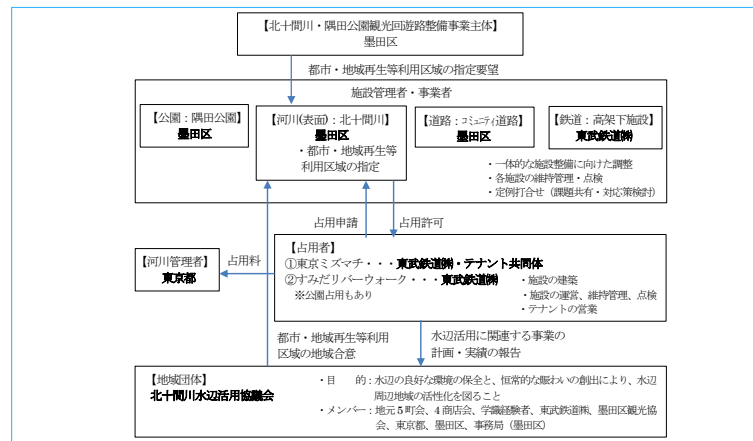 【北十間川・隅田公園観光回遊路整備事業主体】
墨田区
都市・地域再生等利用区域の指定要望
施設管理者・事業者
【公園：隅田公園】
墨田区
【河川(表面)：北十間川】
墨田区
・都市・地域再生等
利用区域の指定
【道路：コミュニティ道路】
墨田区
【鉄道：高架下施設】
東武鉄道㈱
・一体的な施設整備に向けた調整
・各施設の維持管理・点検
・定例打合せ（課題共有・対応策検討）
占用申請
占用許可
【占用者】
①東京ミズマチ・・・東武鉄道㈱・テナント共同体
②すみだリバーウォーク・・・東武鉄道㈱
※公園占用もあり
・施設の建築
・施設の運営、維持管理、点検
・テナントの営業
占用料
【河川管理者】
東京都
都市・地域再生等利用
区域の地域合意
水辺活用に関連する事業の
計画・実績の報告
【地域団体】
北十間川水辺活用協議会
・目　的：水辺の良好な環境の保全と、恒常的な賑わいの創出により、水辺
周辺地域の活性化を図ること
・メンバー：地元５町会、４商店会、学識経験者、東武鉄道㈱、墨田区観光協
会、東京都、墨田区、事務局（墨田区）